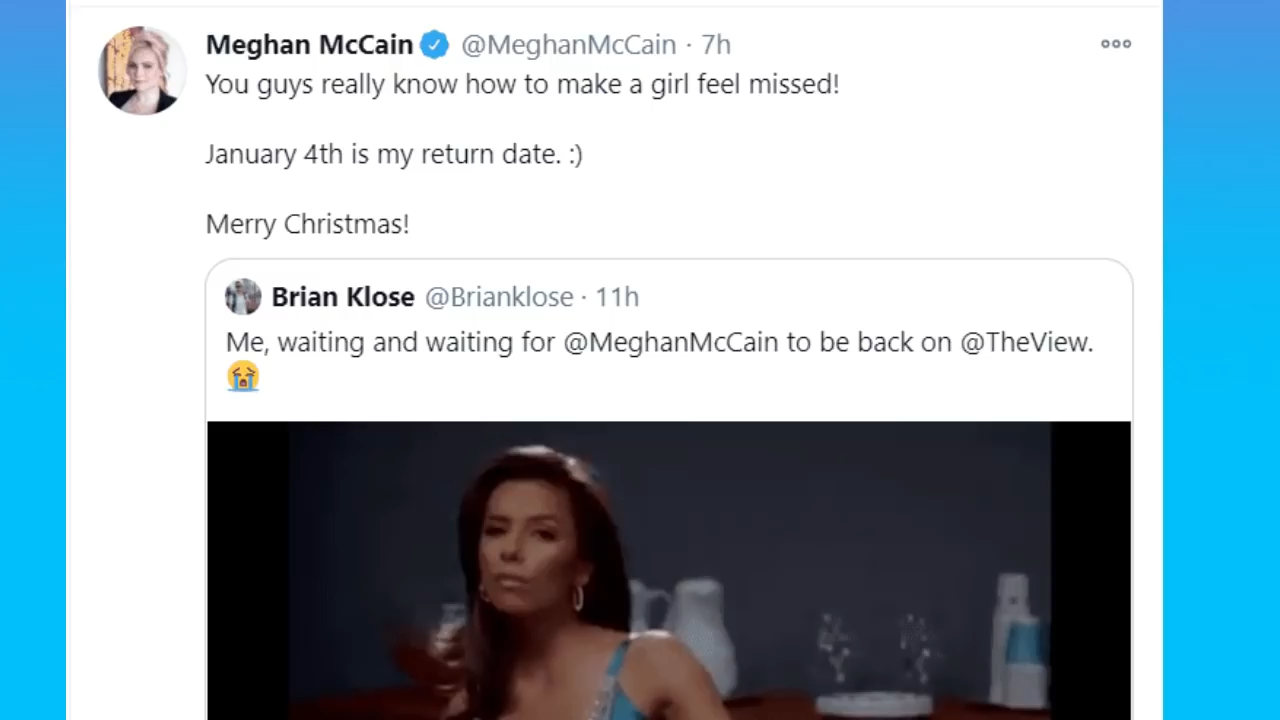 Meghan McCain @MeghanMcCain · 7h
You guys really know how to make a girl feel missed!
January 4th is my return date. :)
Merry Christmas!
Brian Klose @Brianklose · 11h
Me, waiting and waiting for @MeghanMcCain to be back on @TheView.
😭